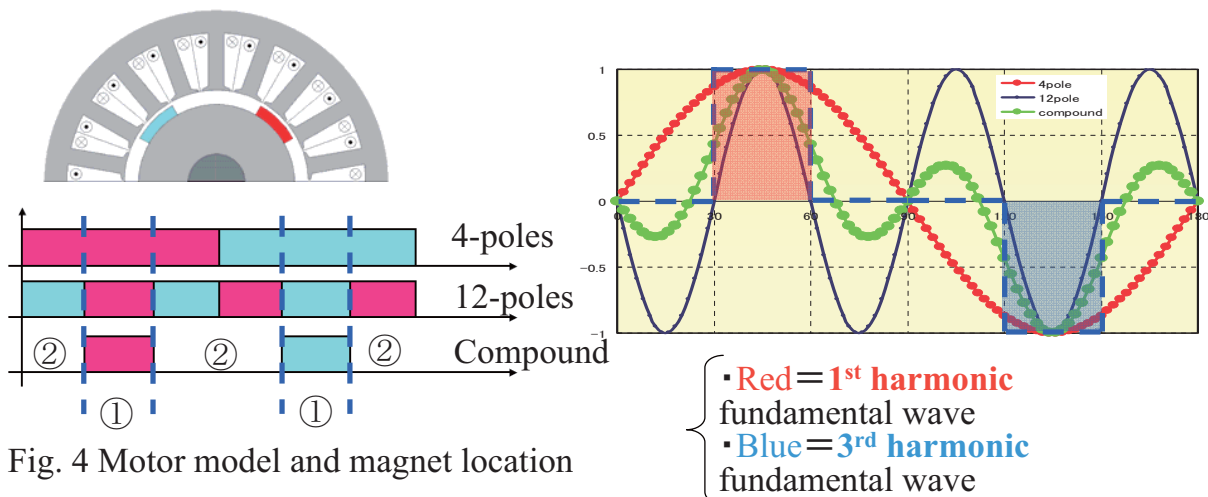 4-poles
12-poles
② ② ② Compound
① ①
Fig. 4 Motor model and magnet location
1
0.5
0
−0.5
−1
30 60 90 180
4pole
12pole
compound
・Red＝1st harmonic
fundamental wave
・Blue＝3rd harmonic
fundamental wave